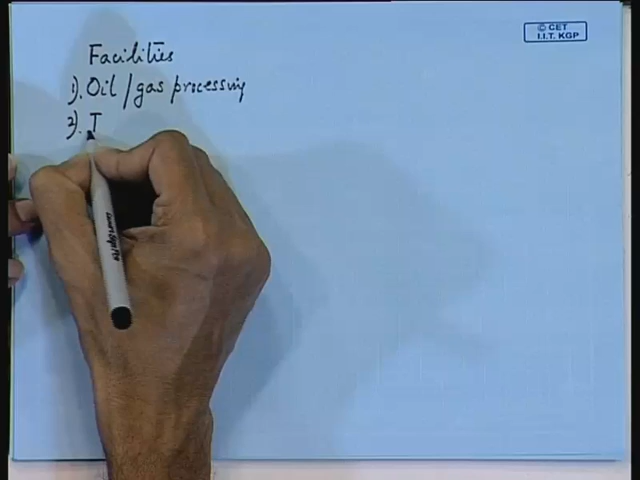 © CET
I.I.T. KGP
Facilities
1). Oil / gas processing
2). T